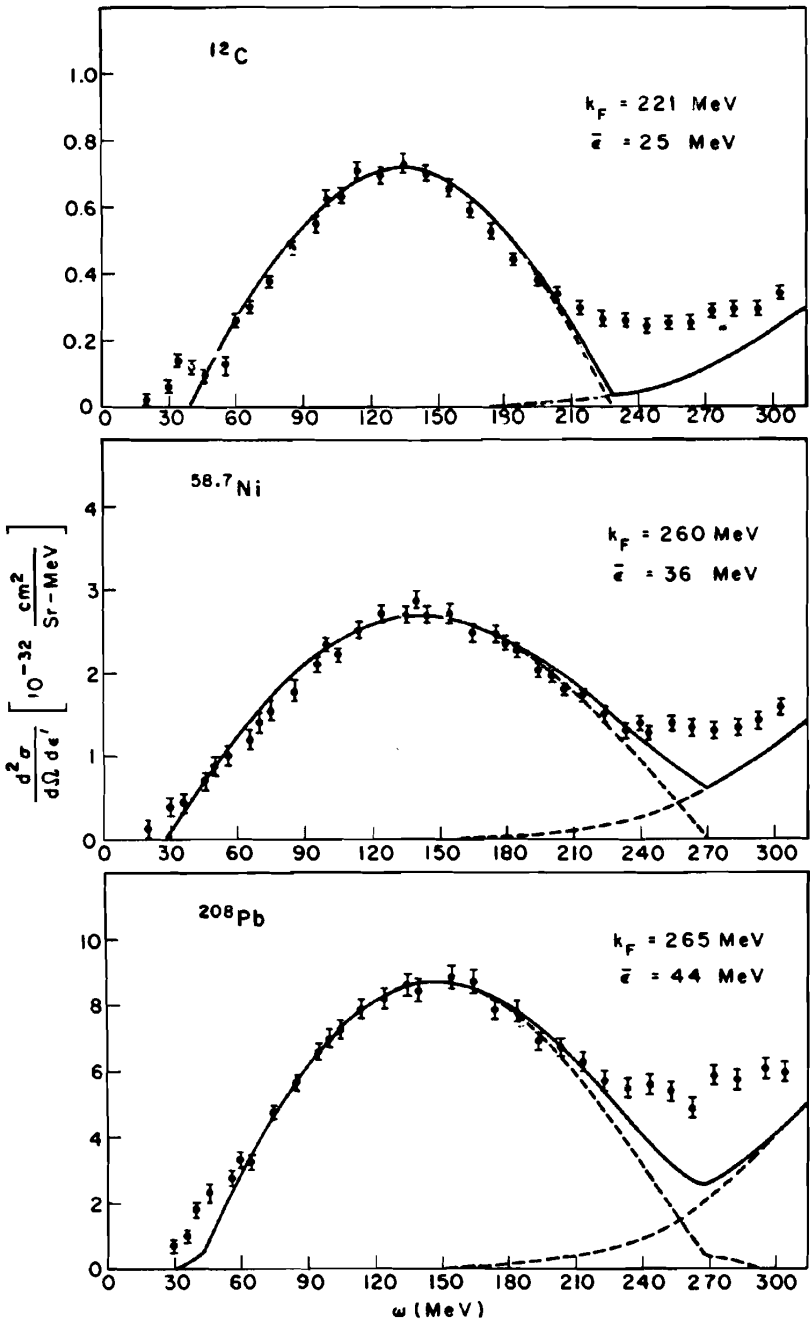 12C
k_F = 221 MeV
ε̄ = 25 MeV
1.0
0.8
0.6
0.4
0.2
0
0 30 60 90 120 150 180 210 240 270 300
58.7Ni
k_F = 260 MeV
ε̄ = 36 MeV
4
3
2
1
0
0 30 60 90 120 150 180 210 240 270 300
d²σ/dΩdε′ [10⁻³² cm²/Sr-MeV]
208Pb
k_F = 265 MeV
ε̄ = 44 MeV
10
8
6
4
2
0
0 30 60 90 120 150 180 210 240 270 300
ω (MeV)